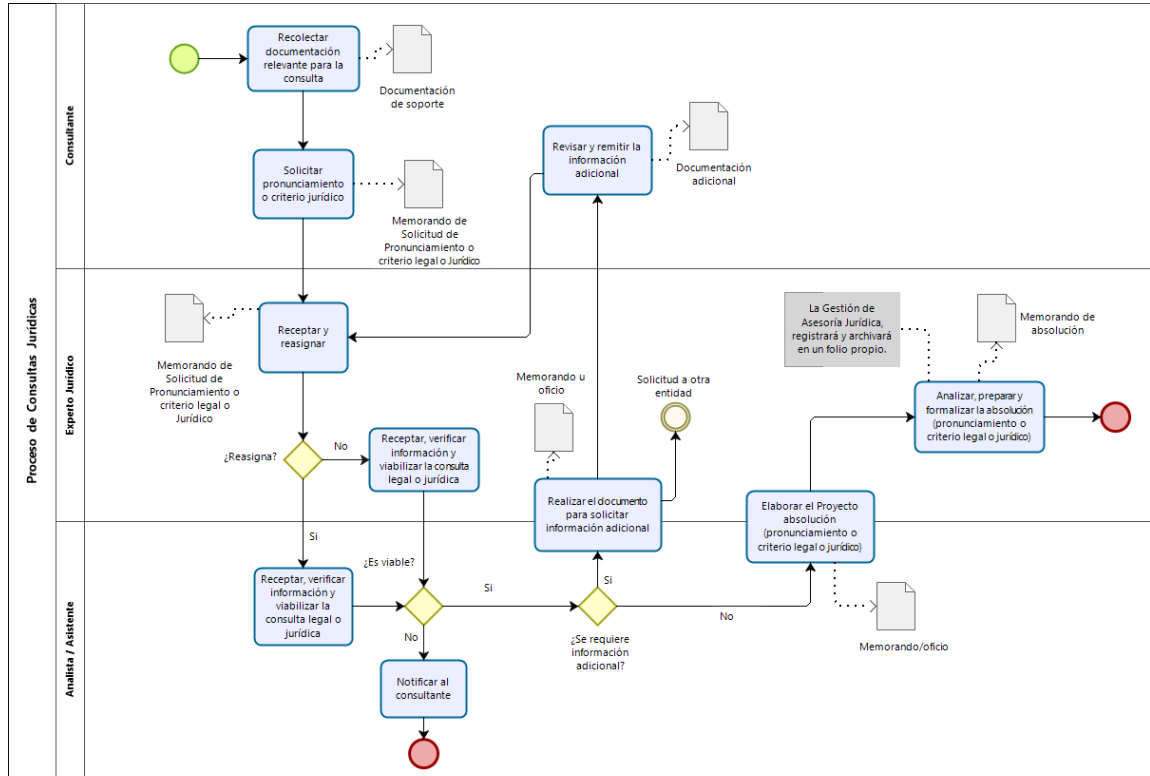 Proceso de Consultas Jurídicas
Consultante
Recolectar
documentación
relevante para la
consulta
Documentación
de soporte
Solicitar
pronunciamiento
o criterio jurídico
Memorando de
Solicitud de
Pronunciamiento o
criterio legal o Jurídico
Revisar y remitir la
información
adicional
Documentación
adicional
Experto Jurídico
Receptar y
reasignar
Memorando de
Solicitud de
Pronunciamiento o
criterio legal o
Jurídico
¿Reasigna?
No
Si
Receptar, verificar
información y
viabilizar la consulta
legal o jurídica
Memorando u
oficio
Solicitud a otra
entidad
Realizar el documento
para solicitar
información adicional
La Gestión de
Asesoría Jurídica,
registrará y archivará
en un folio propio.
Memorando de
absolución
Analizar, preparar y
formalizar la absolución
(pronunciamiento o
criterio legal o jurídico)
Elaborar el Proyecto
absolución
(pronunciamiento o
criterio legal o jurídico)
Analista / Asistente
Receptar, verificar
información y
viabilizar la
consulta legal o
jurídica
¿Es viable?
Si
No
Notificar al
consultante
Si
No
¿Se requiere
información
adicional?
Memorando/oficio